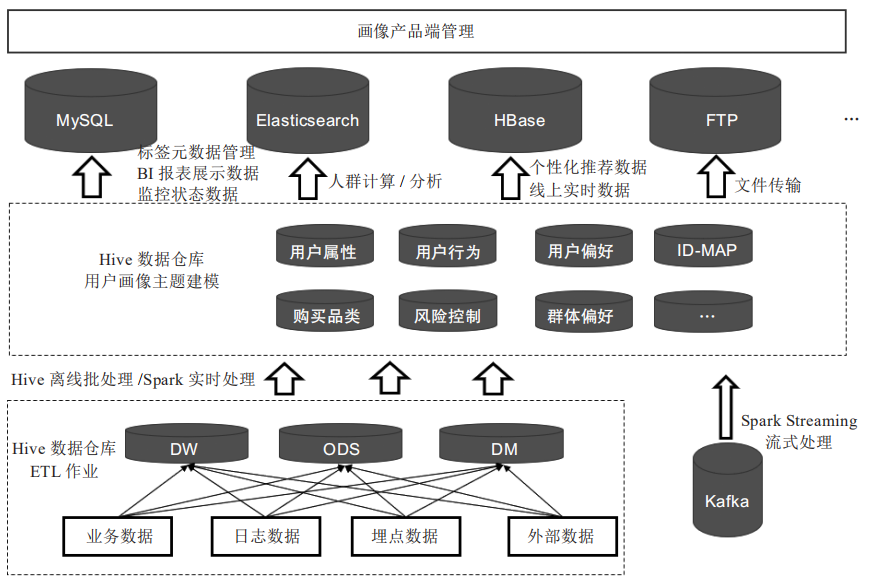 画像产品端管理
MySQL
Elasticsearch
HBase
FTP
…
标签元数据管理
BI 报表展示数据
监控状态数据
人群计算 / 分析
个性化推荐数据
线上实时数据
文件传输
Hive 数据仓库
用户画像主题建模
用户属性
用户行为
用户偏好
ID-MAP
购买品类
风险控制
群体偏好
…
Hive 离线批处理 /Spark 实时处理
Spark Streaming
流式处理
Hive 数据仓库
ETL 作业
DW
ODS
DM
Kafka
业务数据
日志数据
埋点数据
外部数据